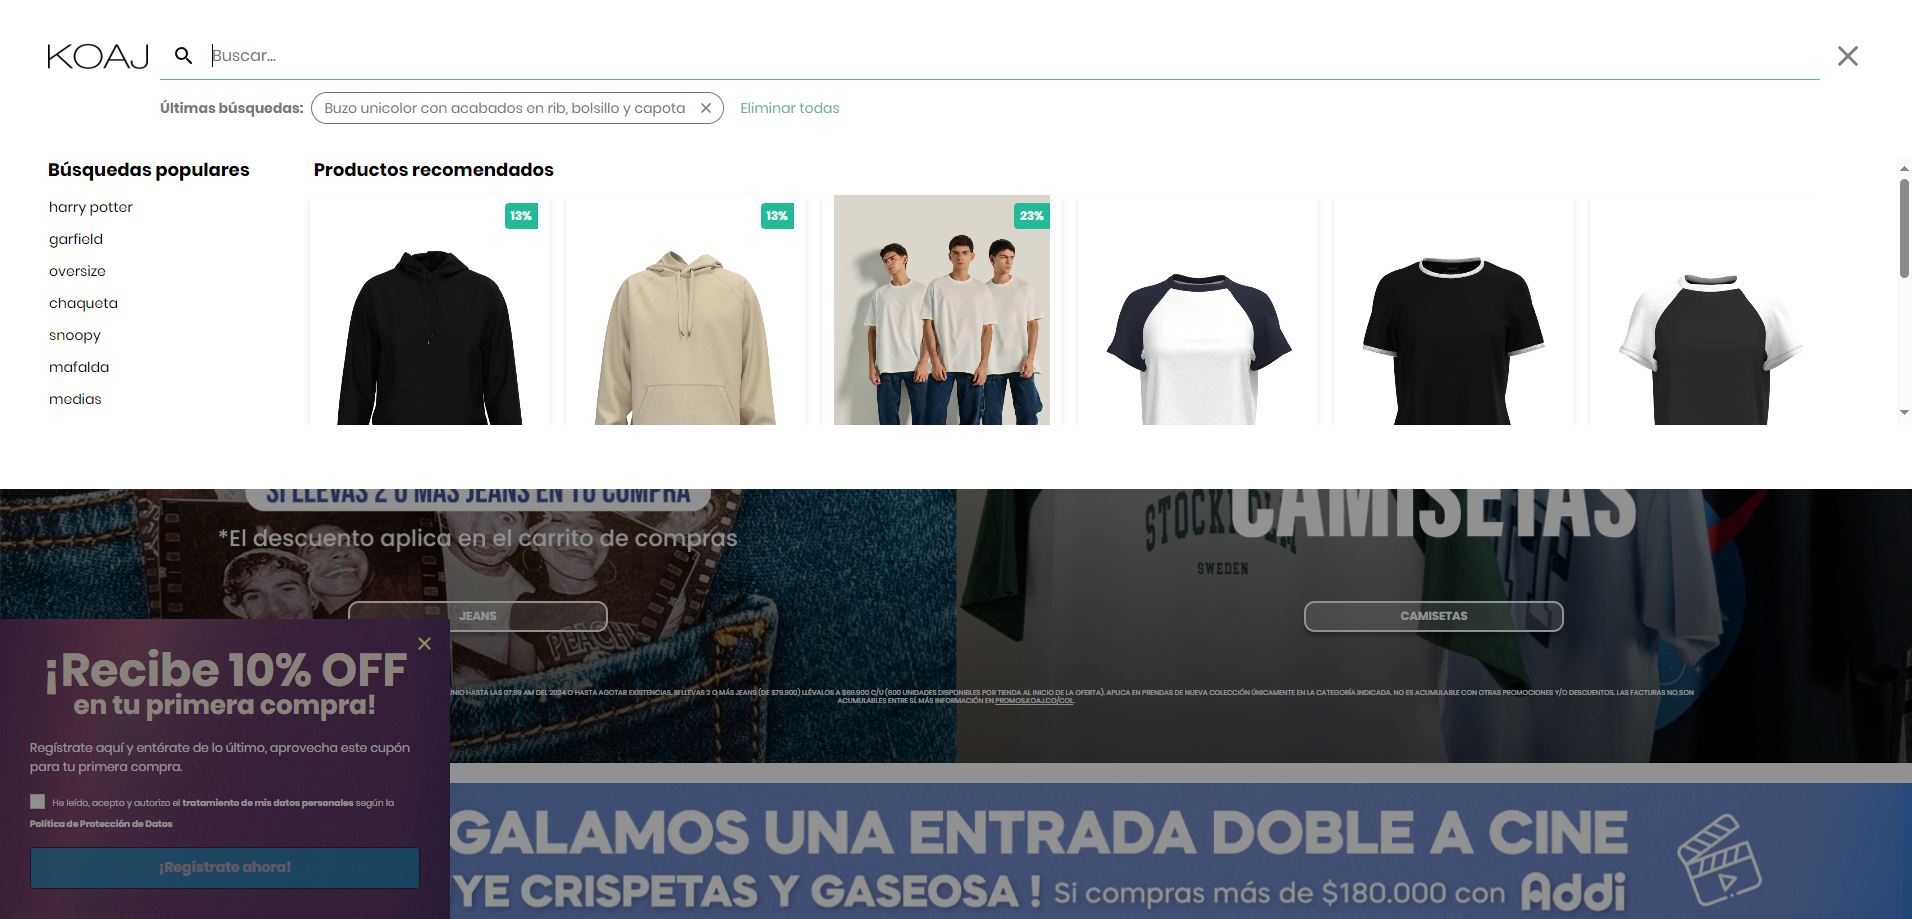 KOAJ
Buscar...
Últimas búsquedas:
Buzo unicolor con acabados en rib, bolsillo y capota
Eliminar todas
Búsquedas populares
harry potter
garfield
oversize
chaqueta
snoopy
mafalda
medias
Productos recomendados
13%
13%
23%
SI LLEVAS 2 O MÁS JEANS EN TU COMPRA
*El descuento aplica en el carrito de compras
JEANS
PEACH
STOCK
SWEDEN
CAMISETAS
CAMISETAS
JUNIO HASTA LAS 07:59 AM DEL 2024 O HASTA AGOTAR EXISTENCIAS. SI LLEVAS 2 O MÁS JEANS (DE $79.900) LLÉVALOS A $69.900 C/U (600 UNIDADES DISPONIBLES POR TIENDA AL INICIO DE LA OFERTA). APLICA EN PRENDAS DE NUEVA COLECCIÓN ÚNICAMENTE EN LA CATEGORÍA INDICADA. NO ES ACUMULABLE CON OTRAS PROMOCIONES Y/O DESCUENTOS. LAS FACTURAS NO SON
ACUMULABLES ENTRE SÍ. MÁS INFORMACIÓN EN PROMOS.KOAJ.CO/COL.
¡Recibe 10% OFF
en tu primera compra!
Regístrate aquí y entérate de lo último, aprovecha este cupón
para tu primera compra.
He leído, acepto y autorizo el tratamiento de mis datos personales según la
Política de Protección de Datos
¡Regístrate ahora!
GALAMOS UNA ENTRADA DOBLE A CINE
YE CRISPETAS Y GASEOSA ! Si compras más de $180.000 con Addi